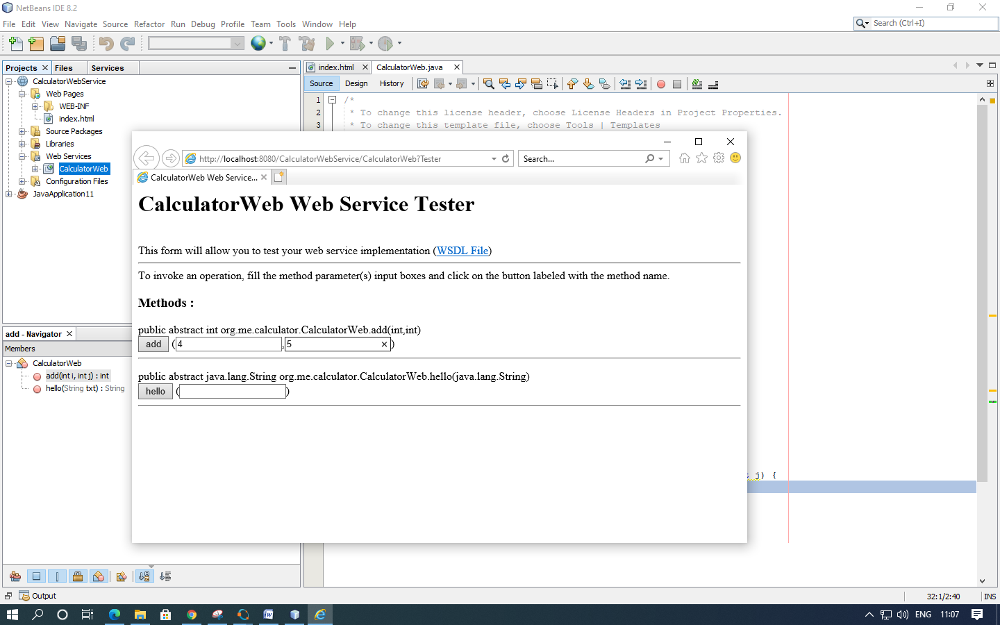 NetBeans IDE 8.2
File Edit View Navigate Source Refactor Run Debug Profile Team Tools Window Help
Search (Ctrl+I)
Projects Files Services
CalculatorWebService
Web Pages
WEB-INF
index.html
Source Packages
Libraries
Web Services
CalculatorWeb
Configuration Files
JavaApplication11
index.html CalculatorWeb.java
Source Design History
1 /*
2 * To change this license header, choose License Headers in Project Properties.
3 * To change this template file, choose Tools | Templates
http://localhost:8080/CalculatorWebService/CalculatorWeb?Tester
Search...
CalculatorWeb Web Service...
CalculatorWeb Web Service Tester
This form will allow you to test your web service implementation (WSDL File)
To invoke an operation, fill the method parameter(s) input boxes and click on the button labeled with the method name.
Methods :
public abstract int org.me.calculator.CalculatorWeb.add(int,int)
add (4,5)
public abstract java.lang.String org.me.calculator.CalculatorWeb.hello(java.lang.String)
hello ()
j) {
add - Navigator
Members
CalculatorWeb
add(int i, int j) : int
hello(String txt) : String
Output
32:1/2:40 INS
W
ENG 11:07